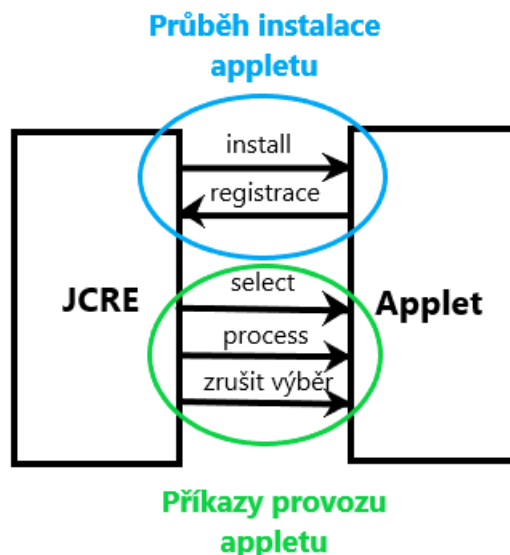 Průběh instalace
appletu
install
registrace
JCRE
select
Applet
process
zrušit výběr
Příkazy provozu
appletu